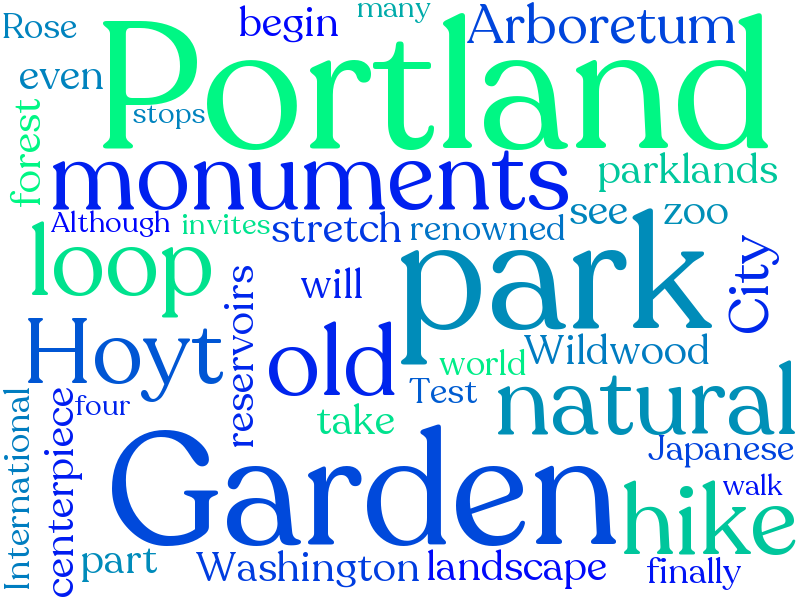 many
Rose
begin
Arboretum
Portland
even
stops
forest
monuments
parklands
Although
invites
stretch
renowned
see
zoo
loop
park
City
will
reservoirs
Hoyt
old
world
Wildwood
Test
natural
International
centerpiece
four
take
Garden
Japanese
walk
hike
part
Washington
landscape
finally